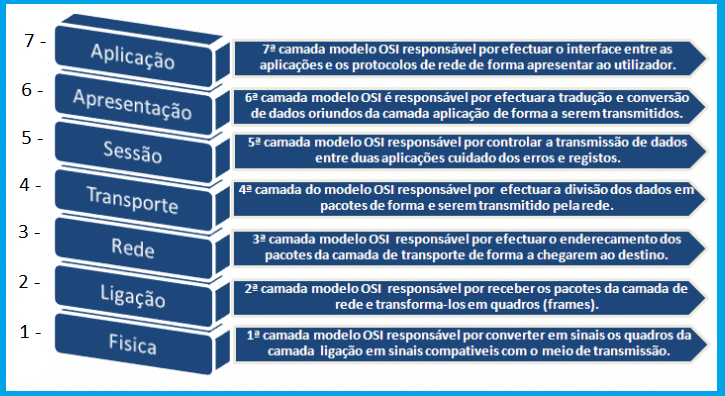 7 -
Aplicação
7ª camada modelo OSI responsável por efectuar o interface entre as
aplicações e os protocolos de rede de forma apresentar ao utilizador.
6 -
Apresentação
6ª camada modelo OSI é responsável por efectuar a tradução e conversão
de dados oriundos da camada aplicação de forma a serem transmitidos.
5 -
Sessão
5ª camada modelo OSI responsável por controlar a transmissão de dados
entre duas aplicações cuidado dos erros e registos.
4 -
Transporte
4ª camada do modelo OSI responsável por efectuar a divisão dos dados em
pacotes de forma e serem transmitido pela rede.
3 -
Rede
3ª camada modelo OSI responsável por efectuar o enderecamento dos
pacotes da camada de transporte de forma a chegarem ao destino.
2 -
Ligação
2ª camada modelo OSI responsável por receber os pacotes da camada de
rede e transforma-los em quadros (frames).
1 -
Fisica
1ª camada modelo OSI responsável por converter em sinais os quadros da
camada ligação em sinais compativeis com o meio de transmissão.